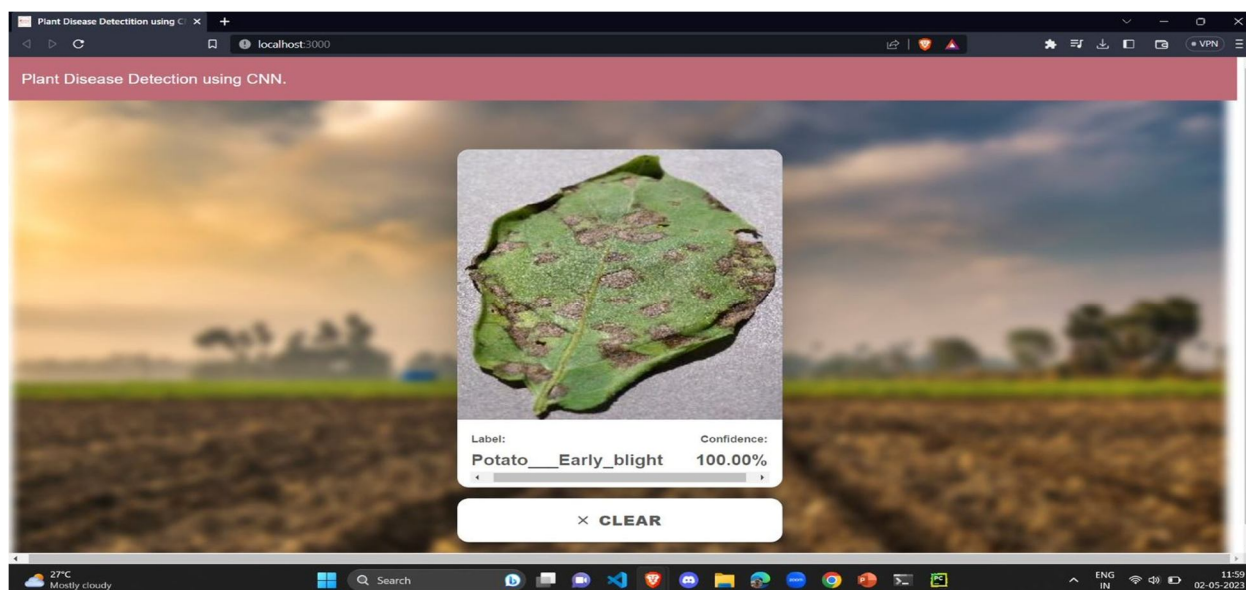 Plant Disease Detectition using C
localhost:3000
VPN
Plant Disease Detection using CNN.
Label:
Confidence:
Potato___Early_blight
100.00%
× CLEAR
27°C
Mostly cloudy
Search
ENG
IN
11:59
02-05-2023